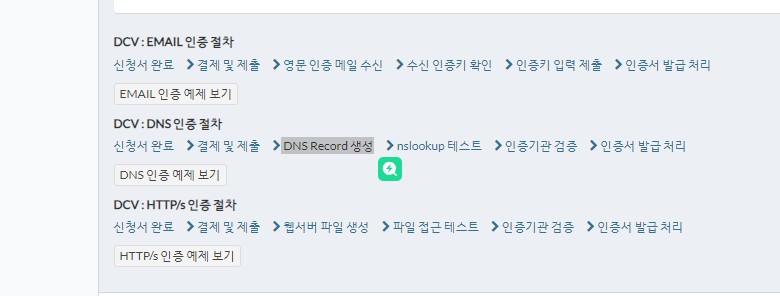 DCV : EMAIL 인증 절차
신청서 완료 > 결제 및 제출 > 영문 인증 메일 수신 > 수신 인증키 확인 > 인증키 입력 제출 > 인증서 발급 처리
EMAIL 인증 예제 보기
DCV : DNS 인증 절차
신청서 완료 > 결제 및 제출 > DNS Record 생성 > nslookup 테스트 > 인증기관 검증 > 인증서 발급 처리
DNS 인증 예제 보기
DCV : HTTP/s 인증 절차
신청서 완료 > 결제 및 제출 > 웹서버 파일 생성 > 파일 접근 테스트 > 인증기관 검증 > 인증서 발급 처리
HTTP/s 인증 예제 보기